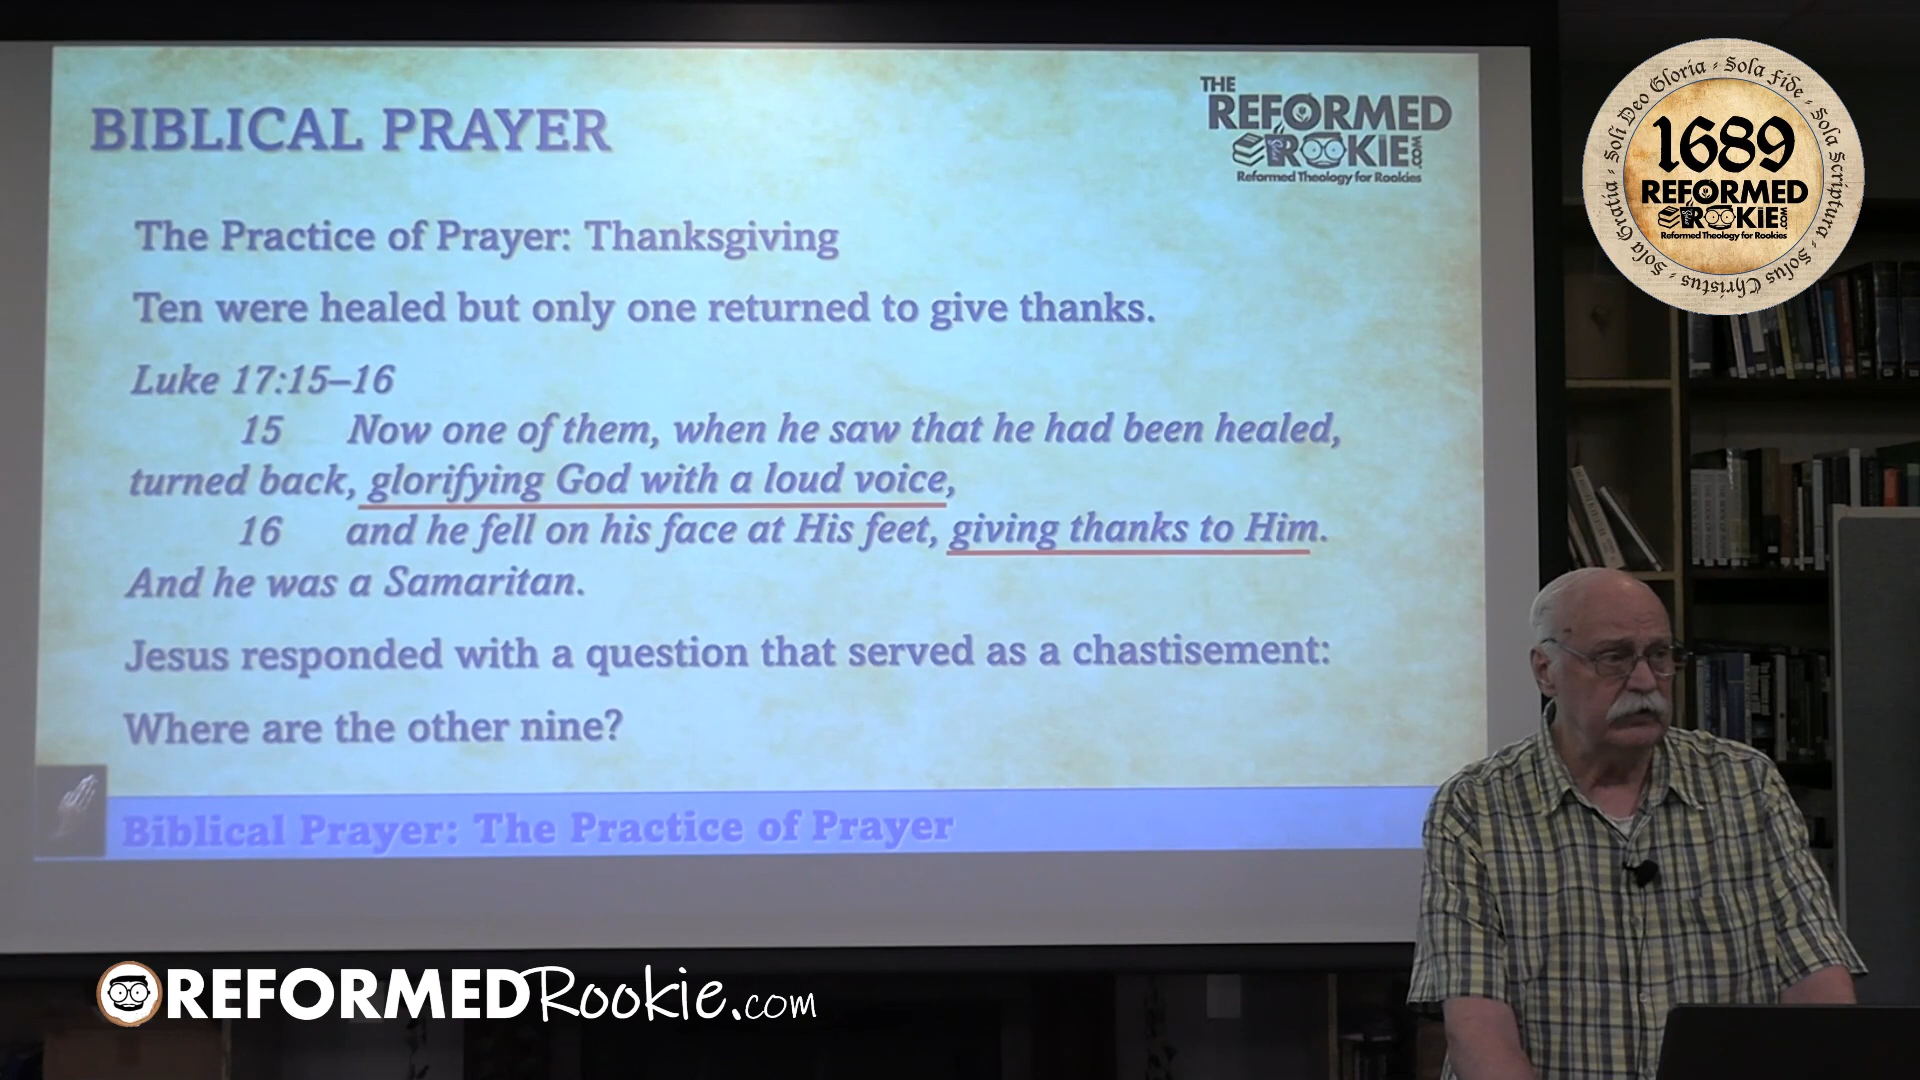 BIBLICAL PRAYER
THE
REFORMED
ROOKIE.COM
Reformed Theology for Rookies
The Practice of Prayer: Thanksgiving
Ten were healed but only one returned to give thanks.
Luke 17:15–16
15 Now one of them, when he saw that he had been healed,
turned back, glorifying God with a loud voice,
16 and he fell on his face at His feet, giving thanks to Him.
And he was a Samaritan.
Jesus responded with a question that served as a chastisement:
Where are the other nine?
Biblical Prayer: The Practice of Prayer
Soli Deo Gloria - Sola Fide - Sola Scriptura - Solus Christus - Sola Gratia -
1689
REFORMED
ROOKIE.COM
Reformed Theology for Rookies
REFORMED Rookie.com